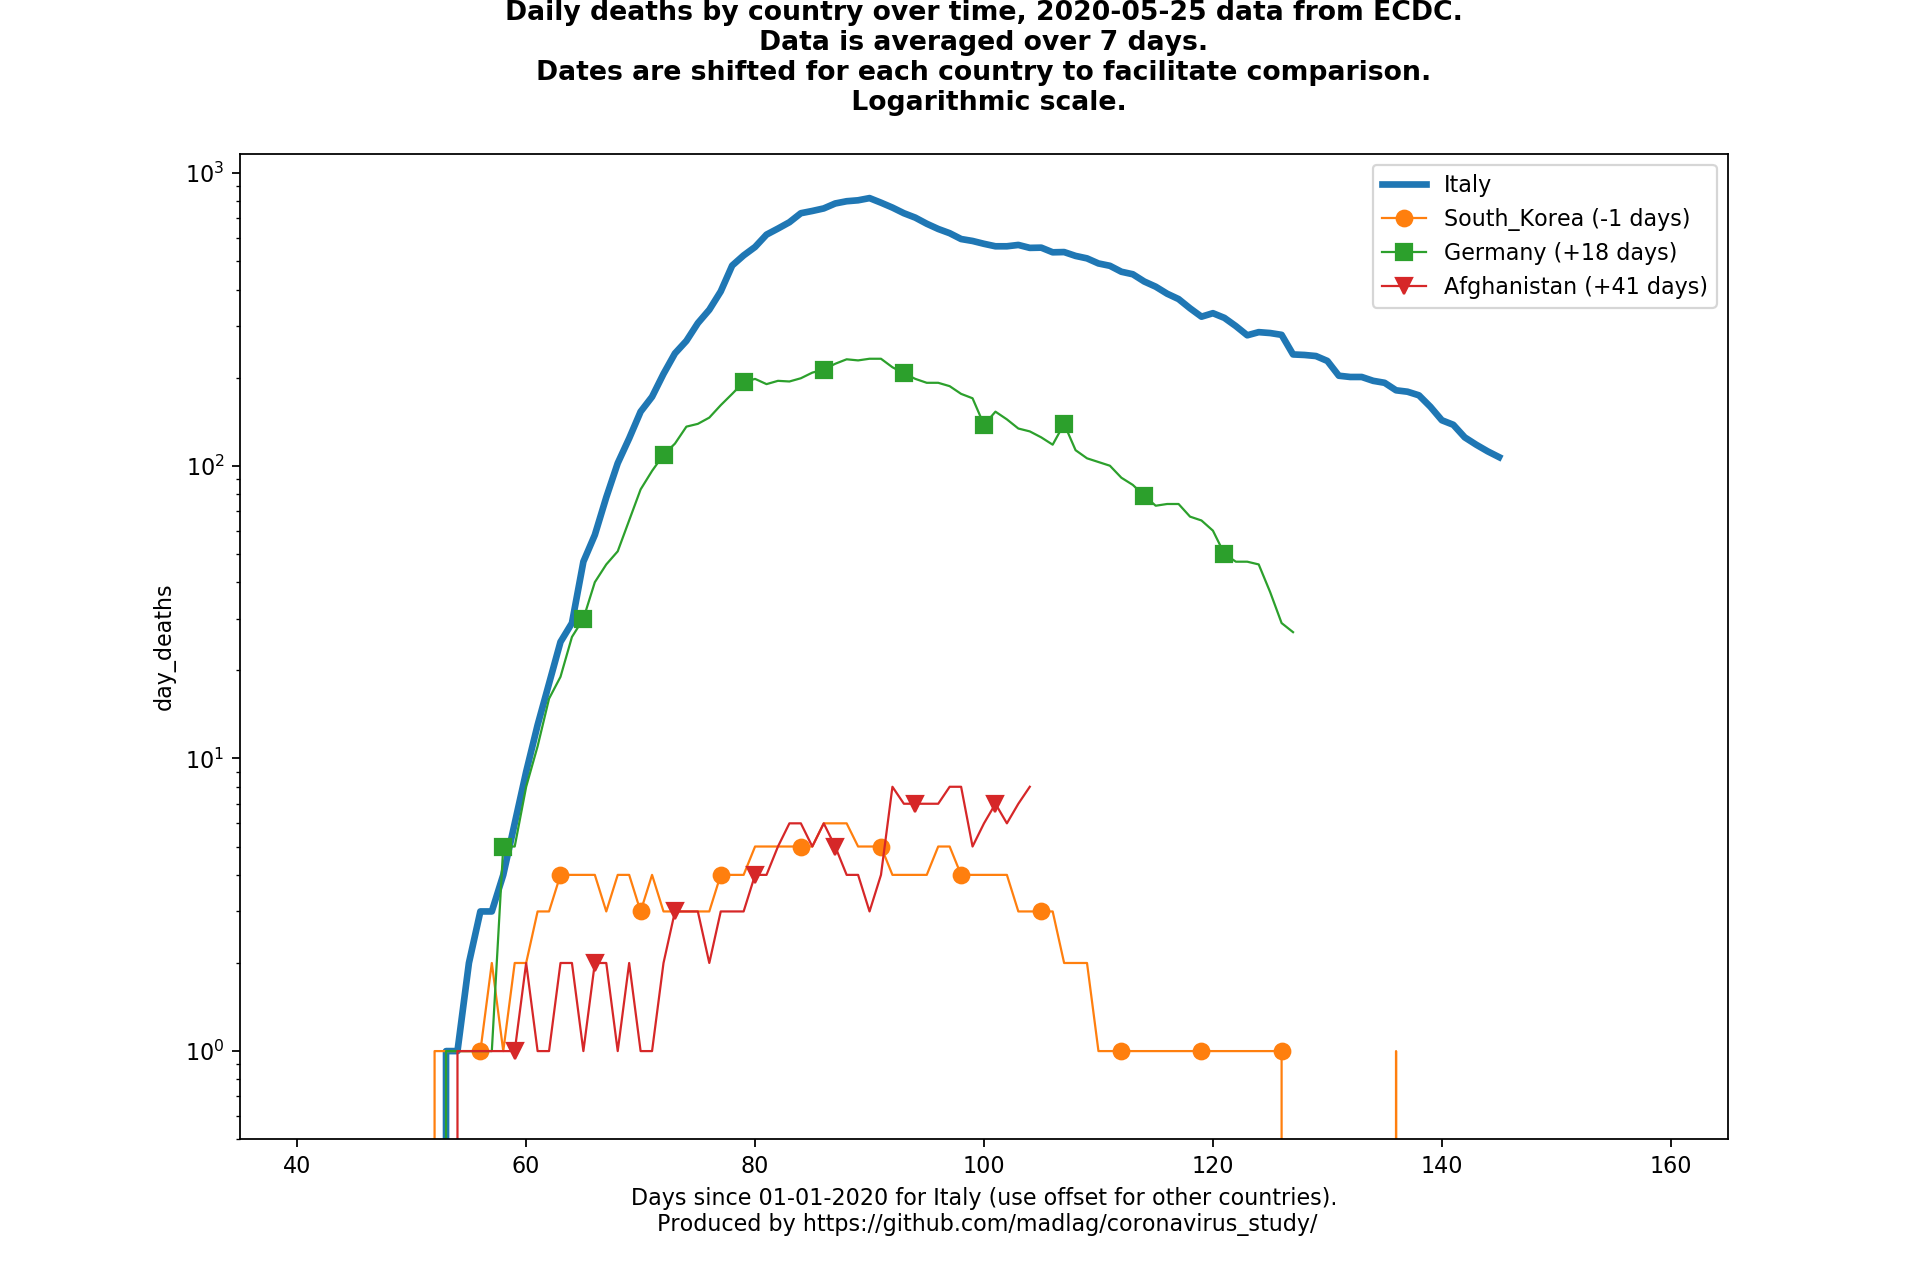 Daily deaths by country over time, 2020-05-25 data from ECDC.
Data is averaged over 7 days.
Dates are shifted for each country to facilitate comparison.
Logarithmic scale.
Italy
South_Korea (-1 days)
Germany (+18 days)
Afghanistan (+41 days)
day_deaths
10³
10²
10¹
10⁰
40 60 80 100 120 140 160
Days since 01-01-2020 for Italy (use offset for other countries).
Produced by https://github.com/madlag/coronavirus_study/